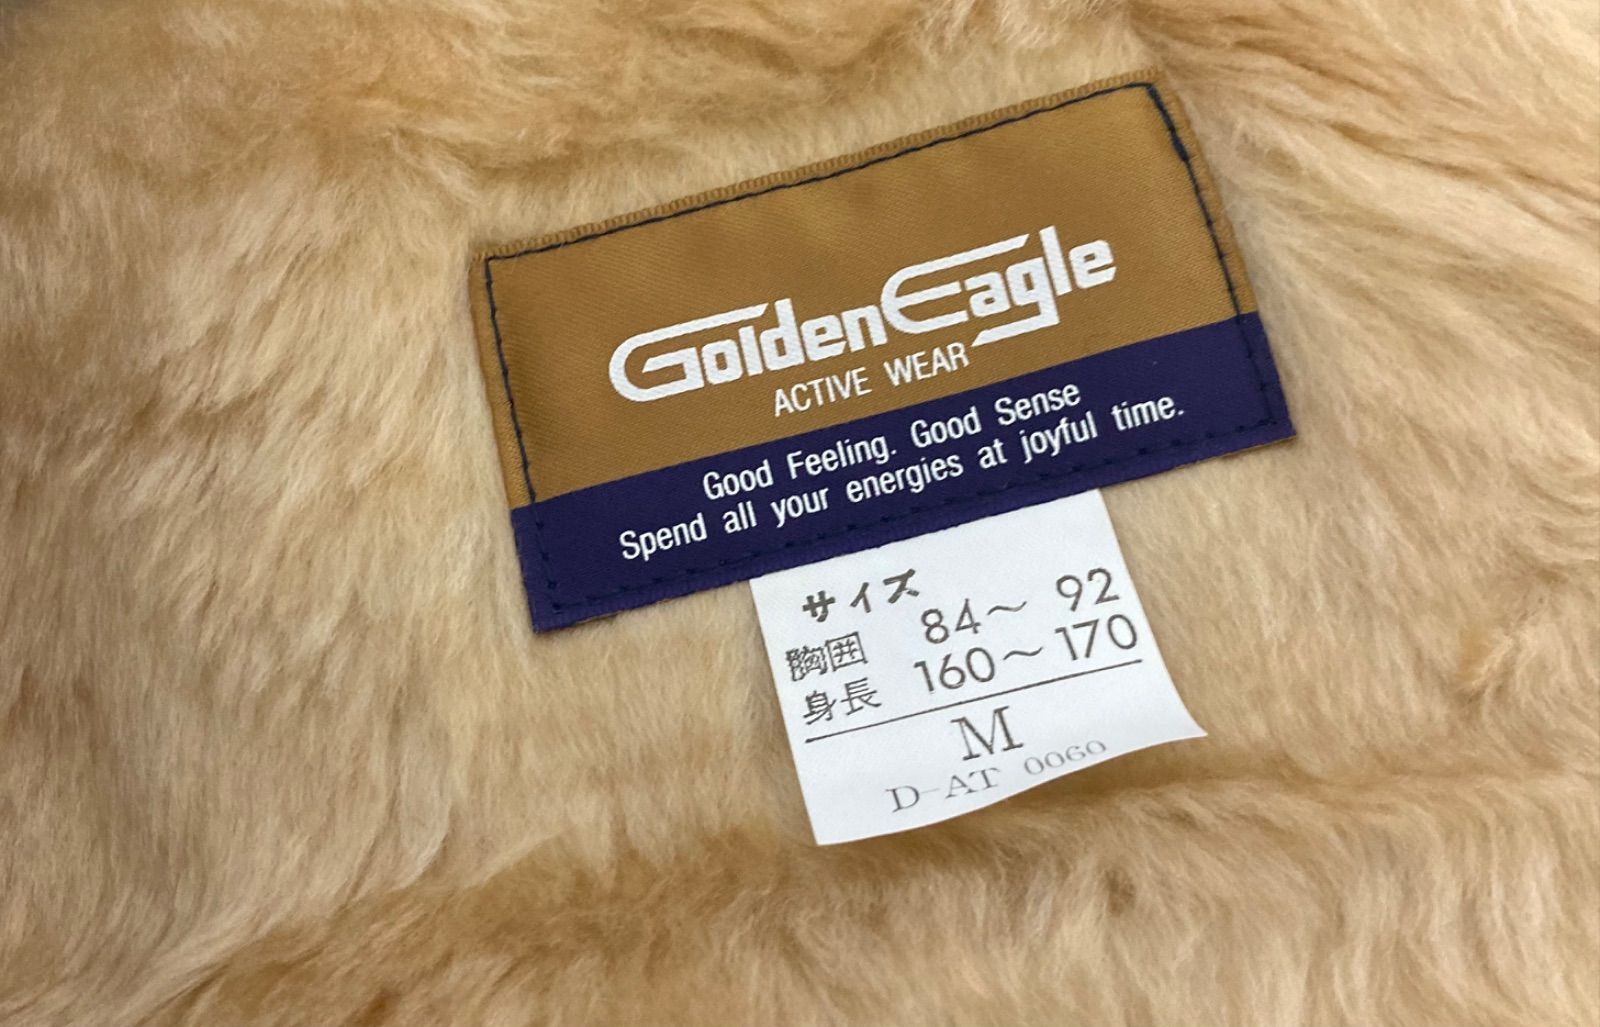 GoldenEagle
ACTIVE WEAR
Good Feeling. Good Sense
Spend all your energies at joyful time.
サイズ
胸囲 84～ 92
身長 160～170
M
D-AT 0060